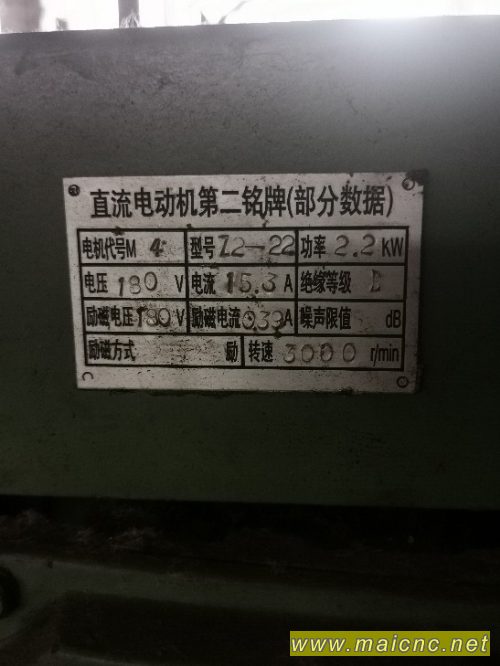 直流电动机第二铭牌(部分数据)
电机代号M 4 型号 Z2-22 功率 2.2 KW
电压 180 V 电流 15.3 A 绝缘等级
励磁电压 180 V 励磁电流 0.39 A 噪声限值 dB
励磁方式 励 转速 3000 r/min
www.maicnc.net